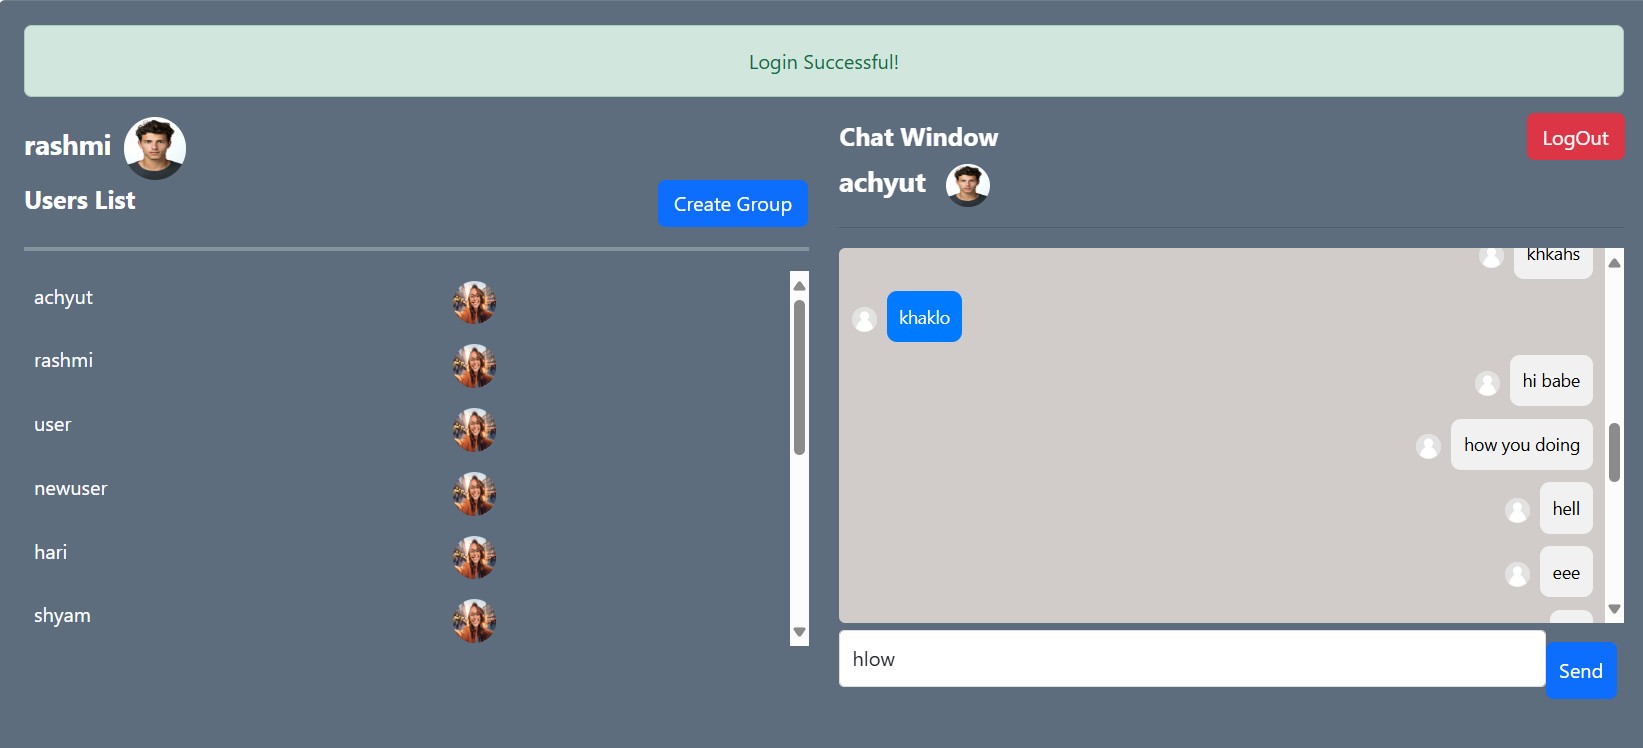 Login Successful!
rashmi
Users List
Create Group
achyut
rashmi
user
newuser
hari
shyam
Chat Window
LogOut
achyut
khkahs
khaklo
hi babe
how you doing
hell
eee
hlow
Send